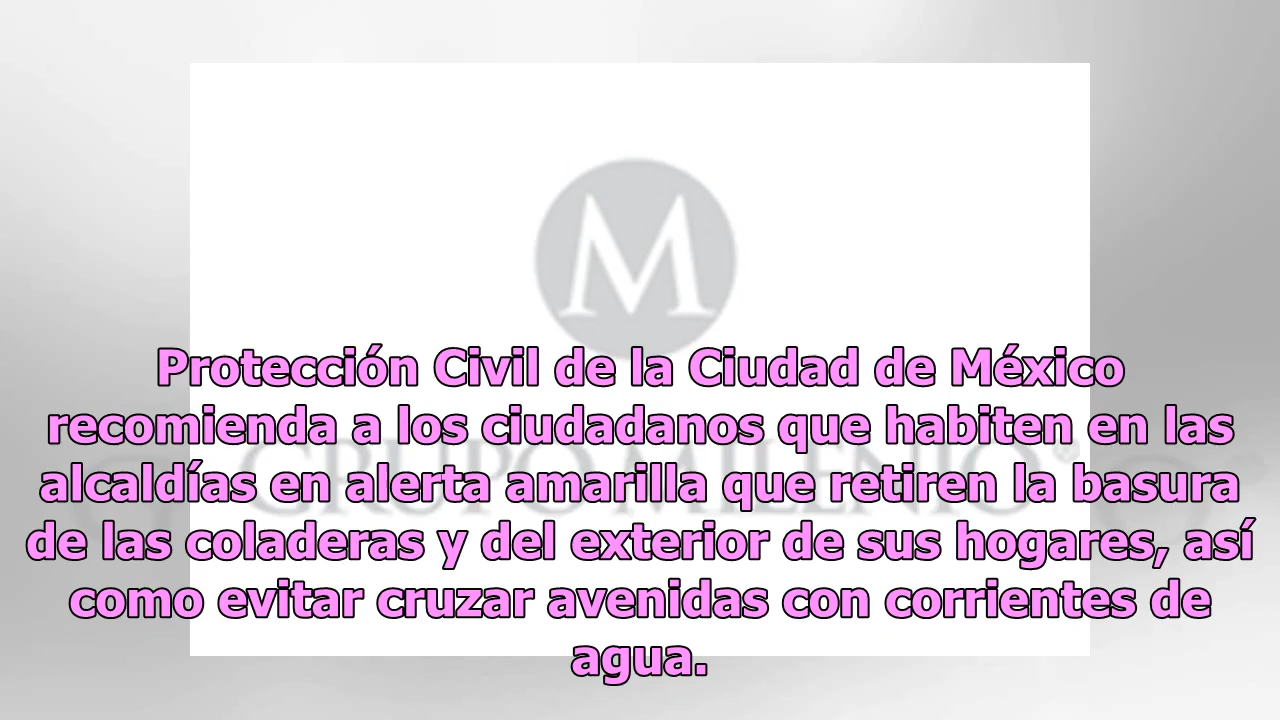 M
Protección Civil de la Ciudad de México
recomienda a los ciudadanos que habiten en las
GRUPO MILENIO®
alcaldías en alerta amarilla que retiren la basura
de las coladeras y del exterior de sus hogares, así
como evitar cruzar avenidas con corrientes de
agua.